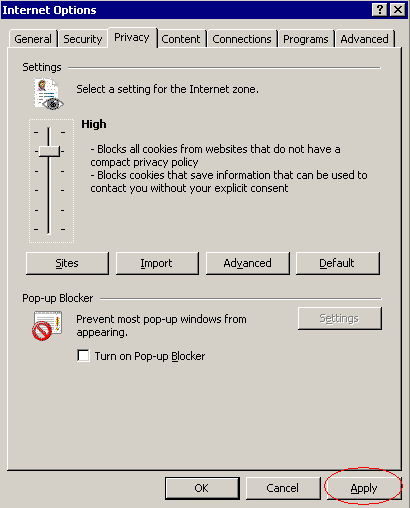 Internet Options
General Security Privacy Content Connections Programs Advanced
Settings
Select a setting for the Internet zone.
High
- Blocks all cookies from websites that do not have a
compact privacy policy
- Blocks cookies that save information that can be used to
contact you without your explicit consent
Sites Import Advanced Default
Pop-up Blocker
Prevent most pop-up windows from
appearing.
Settings
Turn on Pop-up Blocker
OK Cancel Apply